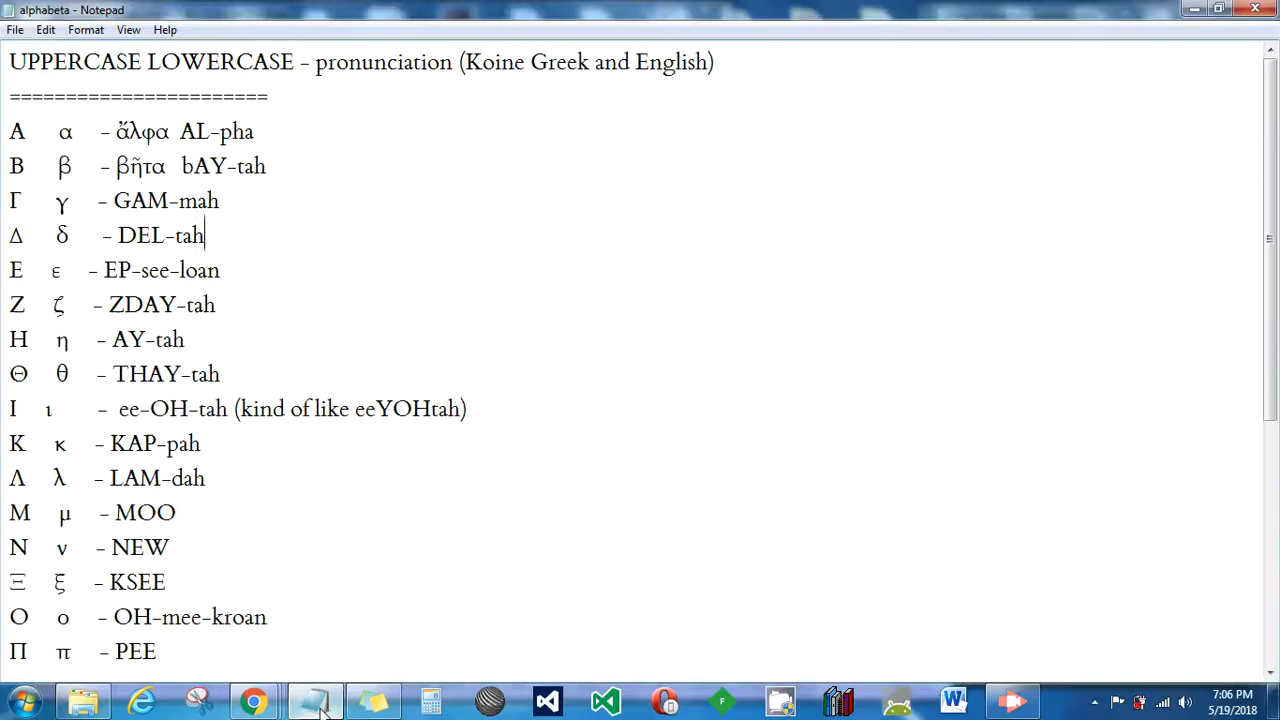 alphabeta - Notepad
File Edit Format View Help
UPPERCASE LOWERCASE - pronunciation (Koine Greek and English)
======================
Α α - ἄλφα AL-pha
Β β - βῆτα bAY-tah
Γ γ - GAM-mah
Δ δ - DEL-tah
Ε ε - EP-see-loan
Ζ ζ - ZDAY-tah
Η η - AY-tah
Θ θ - THAY-tah
Ι ι - ee-OH-tah (kind of like eeYOHtah)
Κ κ - KAP-pah
Λ λ - LAM-dah
Μ μ - MOO
Ν ν - NEW
Ξ ξ - KSEE
Ο ο - OH-mee-kroan
Π π - PEE
7:06 PM
5/19/2018